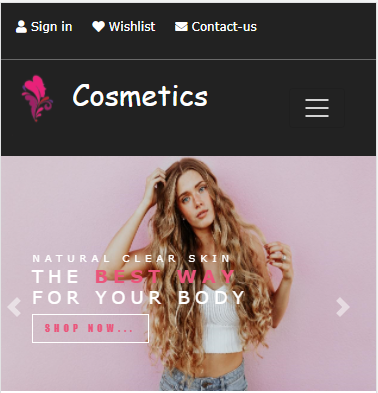 Sign in Wishlist Contact-us
Cosmetics
NATURAL CLEAR SKIN
THE BEST WAY
FOR YOUR BODY
SHOP NOW...